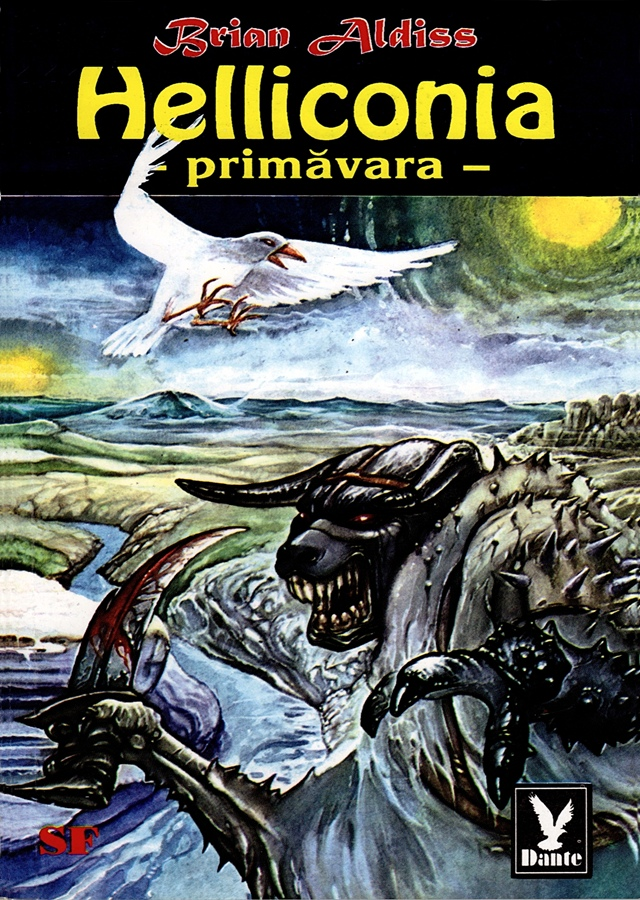 Brian Aldiss
Helliconia
- primăvara -
SF
Dante